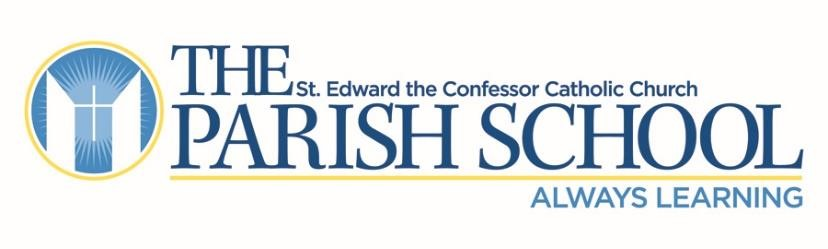 THE
St. Edward the Confessor Catholic Church
PARISH SCHOOL
ALWAYS LEARNING